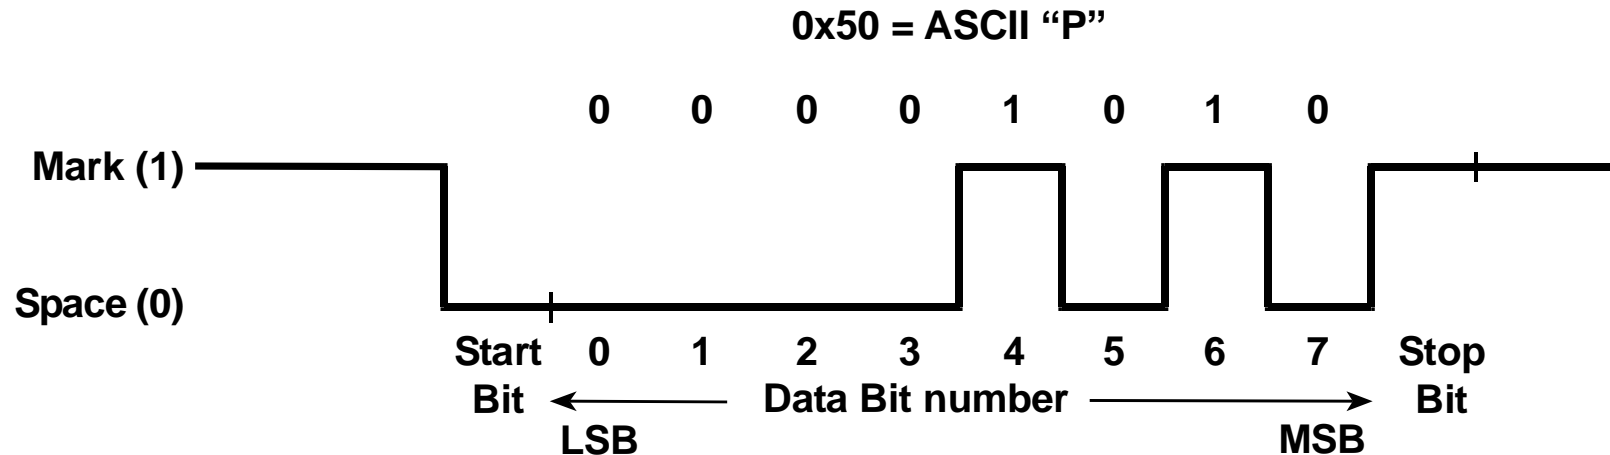 0x50 = ASCII “P”
0 0 0 0 1 0 1 0
Mark (1)
Space (0)
Start 0 1 2 3 4 5 6 7 Stop
Bit Data Bit number Bit
LSB MSB